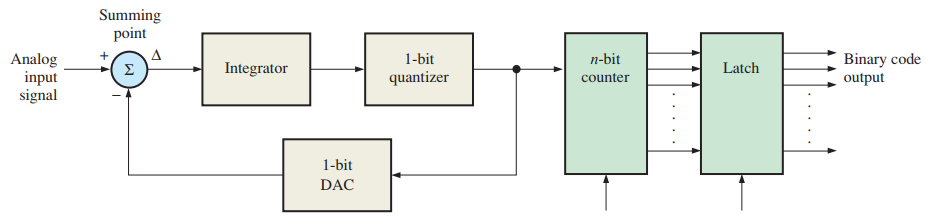 Summing
point
Analog
input
signal
+
Σ
Δ
−
Integrator
1-bit
quantizer
n-bit
counter
Latch
Binary code
output
1-bit
DAC